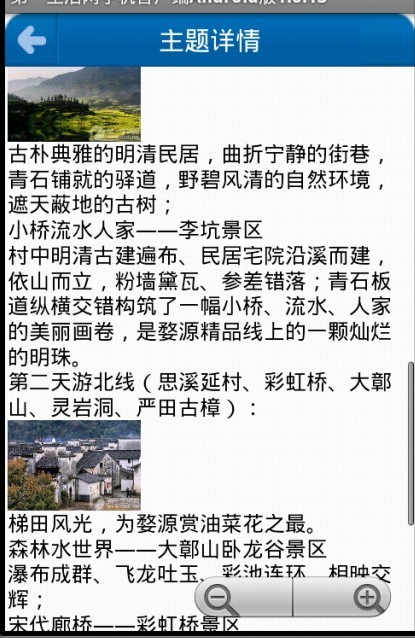 主题详情
古朴典雅的明清民居，曲折宁静的街巷，
青石铺就的驿道，野碧风清的自然环境，
遮天蔽地的古树；
小桥流水人家——李坑景区
村中明清古建遍布、民居宅院沿溪而建，
依山而立，粉墙黛瓦、参差错落；青石板
道纵横交错构筑了一幅小桥、流水、人家
的美丽画卷，是婺源精品线上的一颗灿烂
的明珠。
第二天游北线（思溪延村、彩虹桥、大鄣
山、灵岩洞、严田古樟）：
梯田风光，为婺源赏油菜花之最。
森林水世界——大鄣山卧龙谷景区
瀑布成群、飞龙吐玉、彩池连环、相映交
辉；
宋代廊桥——彩虹桥景区